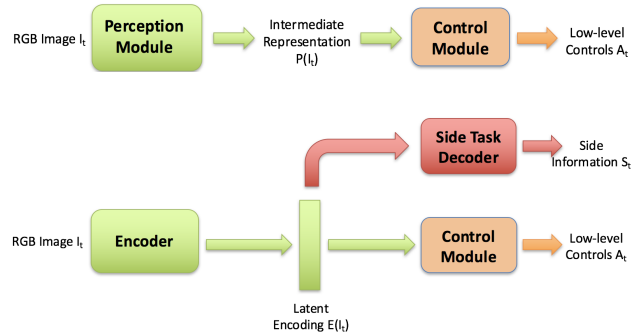 RGB Image Iₜ
Perception
Module
Intermediate
Representation
P(Iₜ)
Control
Module
Low-level
Controls Aₜ
Side Task
Decoder
Side
Information Sₜ
RGB Image Iₜ
Encoder
Latent
Encoding E(Iₜ)
Control
Module
Low-level
Controls Aₜ